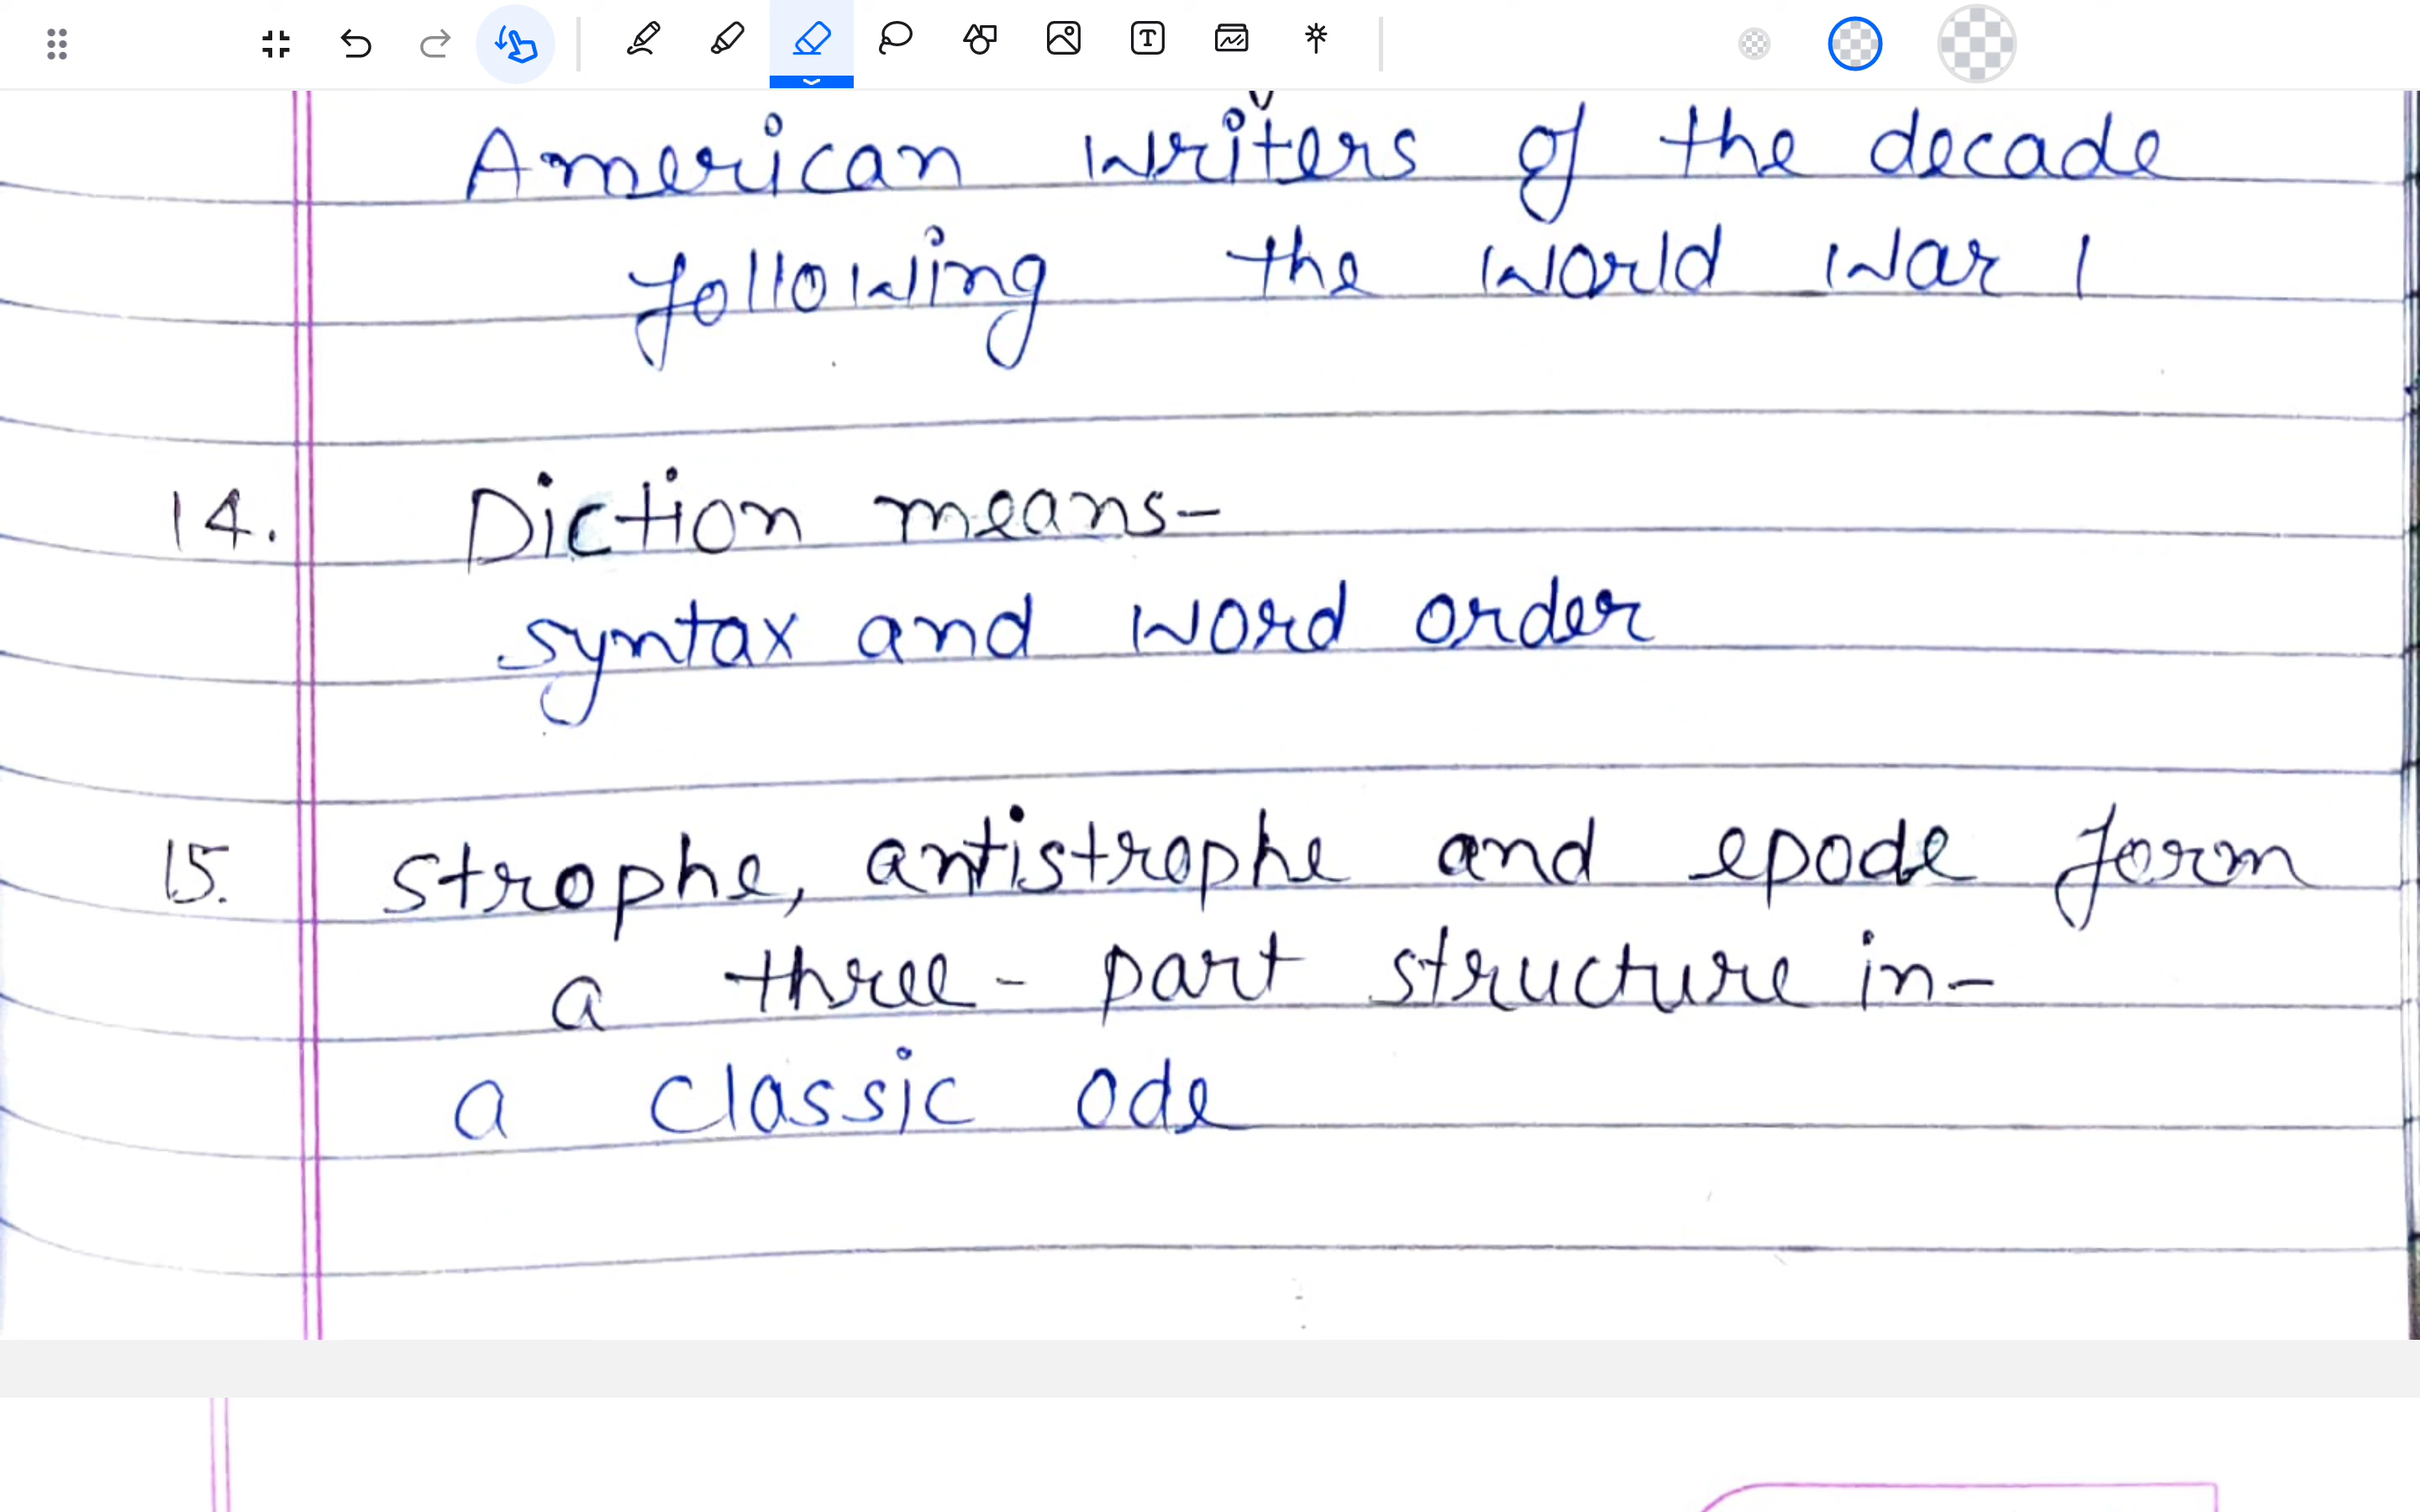 American writers of the decade
following the world war 1
14. Diction means-
syntax and word order
15. strophe, antistrophe and epode form
a three-part structure in-
a classic ode